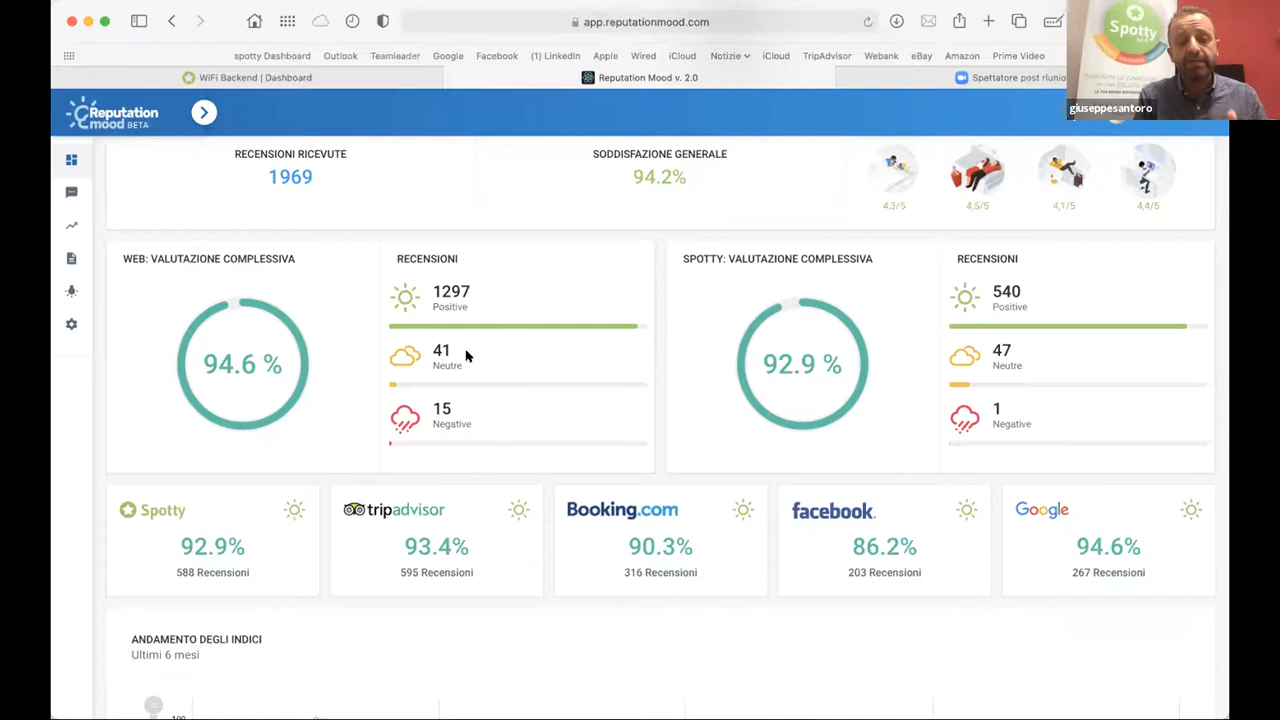 app.reputationmood.com
spotty Dashboard Outlook Teamleader Google Facebook (1) LinkedIn Apple Wired iCloud Notizie iCloud TripAdvisor Webank eBay Amazon Prime Video
WiFi Backend | Dashboard
Reputation Mood v. 2.0
Spettatore post riunio
Spotty
giuseppesantoro
Reputation
mood BETA
RECENSIONI RICEVUTE
1969
SODDISFAZIONE GENERALE
94.2%
4,3/5 4,5/5 4,1/5 4,4/5
WEB: VALUTAZIONE COMPLESSIVA
94.6 %
RECENSIONI
1297
Positive
41
Neutre
15
Negative
SPOTTY: VALUTAZIONE COMPLESSIVA
92.9 %
RECENSIONI
540
Positive
47
Neutre
1
Negative
Spotty
92.9%
588 Recensioni
tripadvisor
93.4%
595 Recensioni
Booking.com
90.3%
316 Recensioni
facebook.
86.2%
203 Recensioni
Google
94.6%
267 Recensioni
ANDAMENTO DEGLI INDICI
Ultimi 6 mesi
100